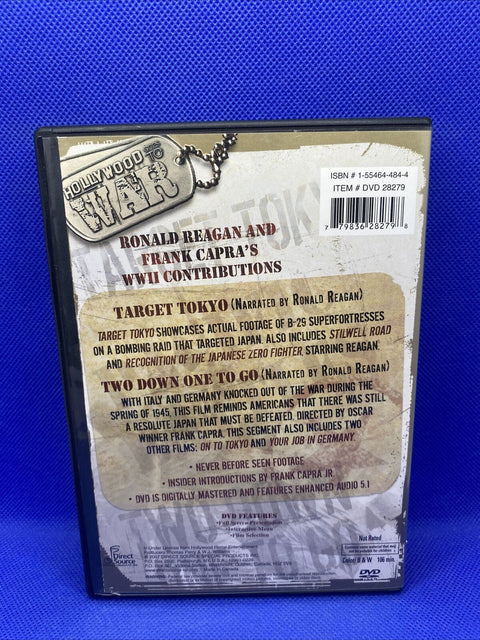 HOLLYWOOD GOES TO
WAR
ISBN # 1-55464-484-4
ITEM # DVD 28279
7 79836 28279 8
RONALD REAGAN AND
FRANK CAPRA'S
WWII CONTRIBUTIONS
TARGET TOKYO (NARRATED BY RONALD REAGAN)
TARGET TOKYO SHOWCASES ACTUAL FOOTAGE OF B-29 SUPERFORTRESSES
ON A BOMBING RAID THAT TARGETED JAPAN. ALSO INCLUDES STILWELL ROAD
AND RECOGNITION OF THE JAPANESE ZERO FIGHTER, STARRING REAGAN.
TWO DOWN ONE TO GO (NARRATED BY RONALD REAGAN)
WITH ITALY AND GERMANY KNOCKED OUT OF THE WAR DURING THE
SPRING OF 1945, THIS FILM REMINDS AMERICANS THAT THERE WAS STILL
A RESOLUTE JAPAN THAT MUST BE DEFEATED. DIRECTED BY OSCAR
WINNER FRANK CAPRA, THIS SEGMENT ALSO INCLUDES TWO
OTHER FILMS; ON TO TOKYO AND YOUR JOB IN GERMANY.
• NEVER BEFORE SEEN FOOTAGE
• INSIDER INTRODUCTIONS BY FRANK CAPRA JR.
• DVD IS DIGITALLY MASTERED AND FEATURES ENHANCED AUDIO 5.1
DVD FEATURES
•Full Screen Presentation
•Interactive Menu
•Film Selection
Direct
Source
Not Rated
Color/ B & W 106 min.
DVD